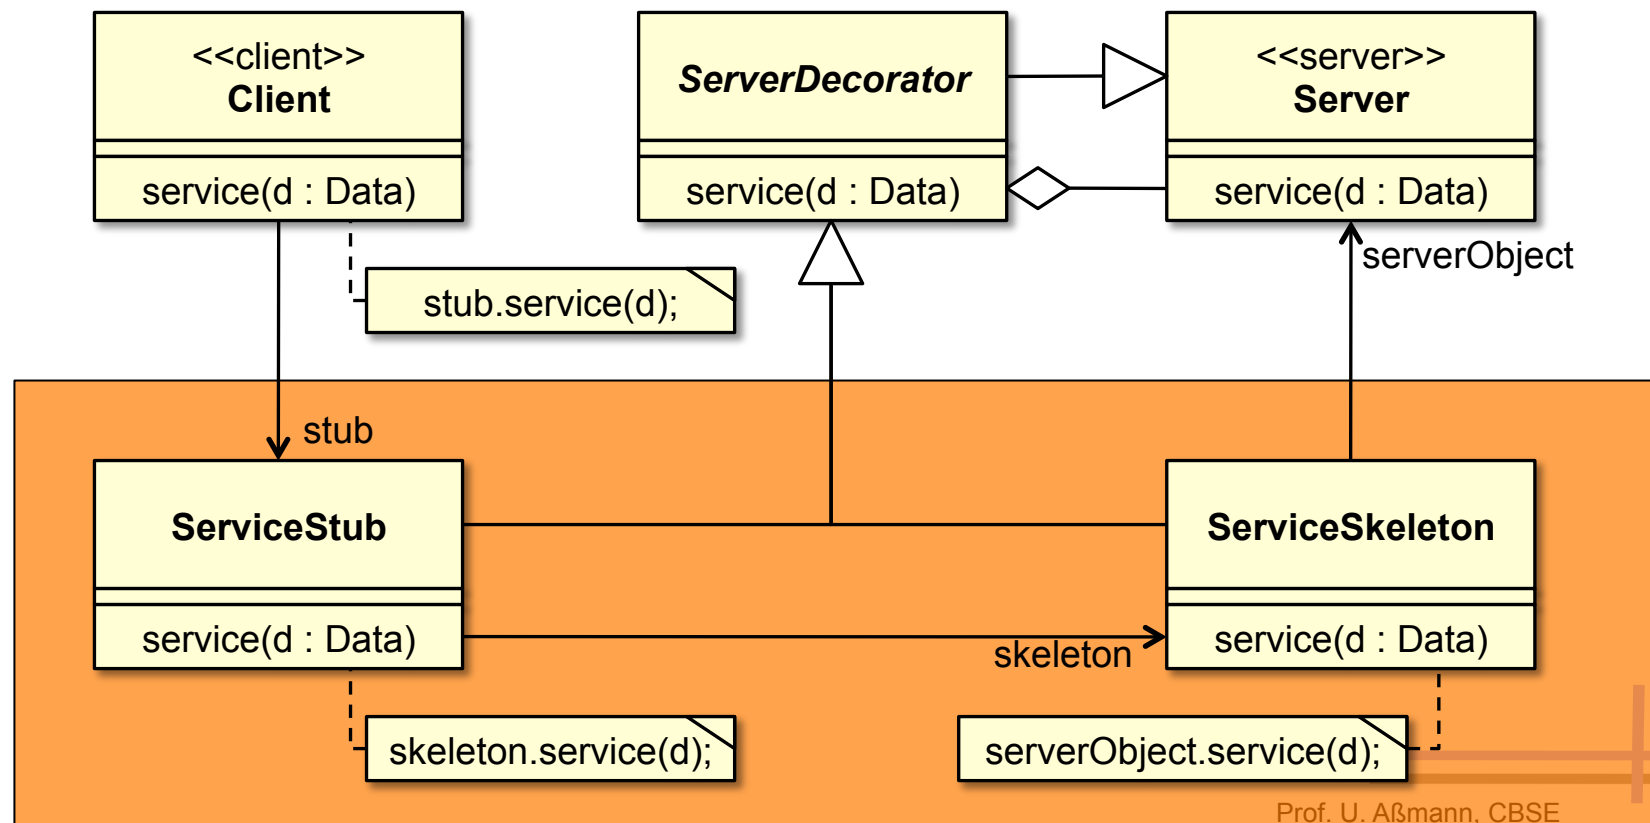 <<client>>
Client
service(d : Data)
ServerDecorator
service(d : Data)
<<server>>
Server
service(d : Data)
stub.service(d);
serverObject
stub
ServiceStub
service(d : Data)
skeleton
ServiceSkeleton
service(d : Data)
skeleton.service(d);
serverObject.service(d);
Prof. U. Aßmann, CBSE